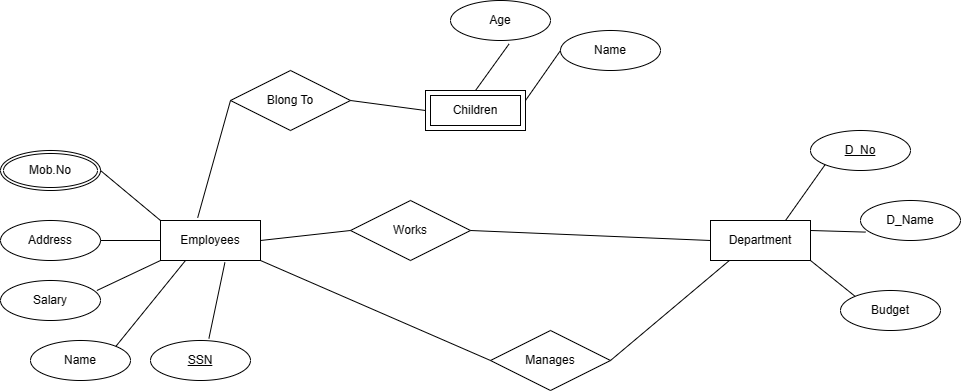 Age
Name
Blong To
Children
Mob.No
D_No
Address
Employees
Works
Department
D_Name
Salary
Budget
Name
SSN
Manages